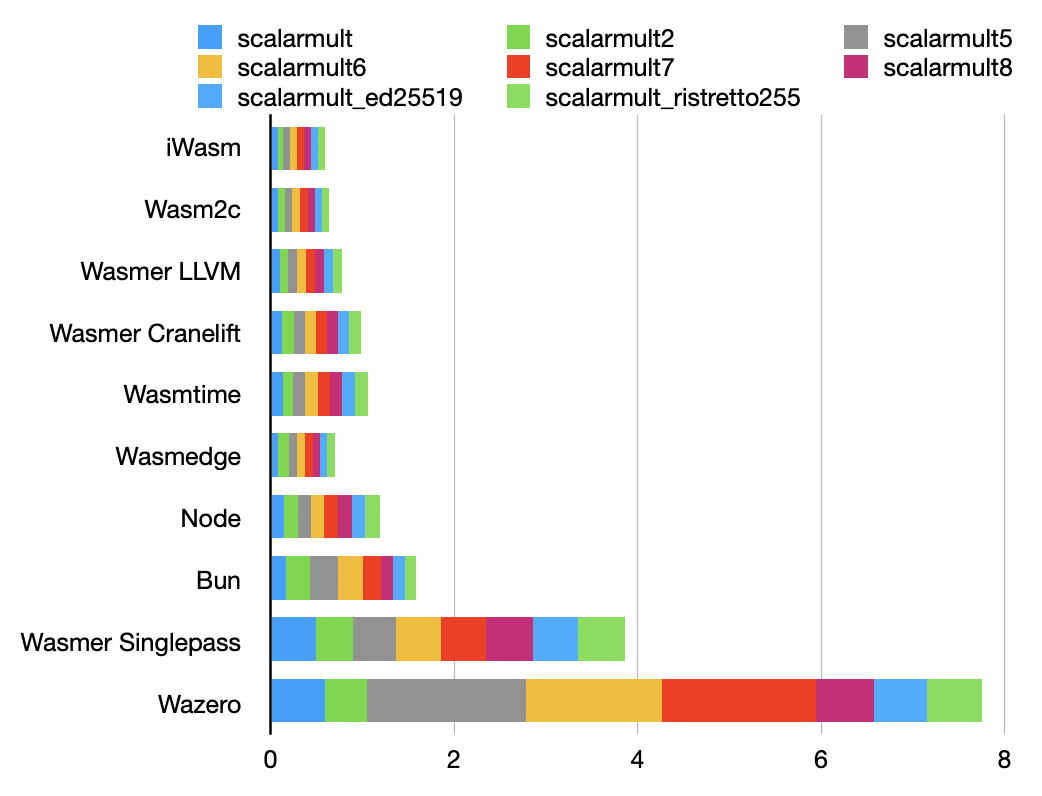 scalarmult scalarmult2 scalarmult5
scalarmult6 scalarmult7 scalarmult8
scalarmult_ed25519 scalarmult_ristretto255
iWasm
Wasm2c
Wasmer LLVM
Wasmer Cranelift
Wasmtime
Wasmedge
Node
Bun
Wasmer Singlepass
Wazero
0 2 4 6 8